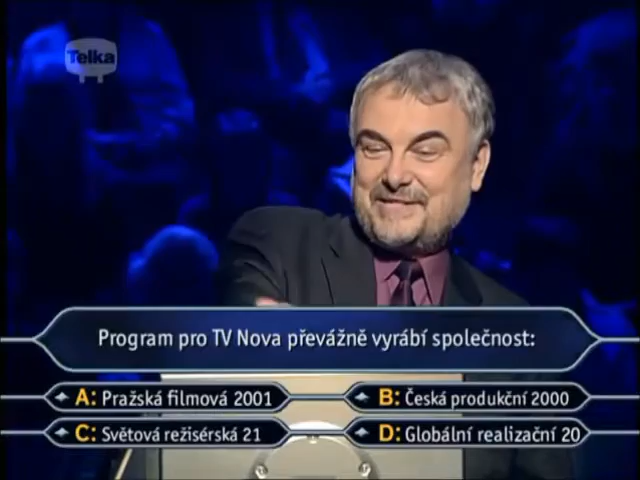 Telka
Program pro TV Nova převážně vyrábí společnost:
A: Pražská filmová 2001
B: Česká produkční 2000
C: Světová režisérská 21
D: Globální realizační 20